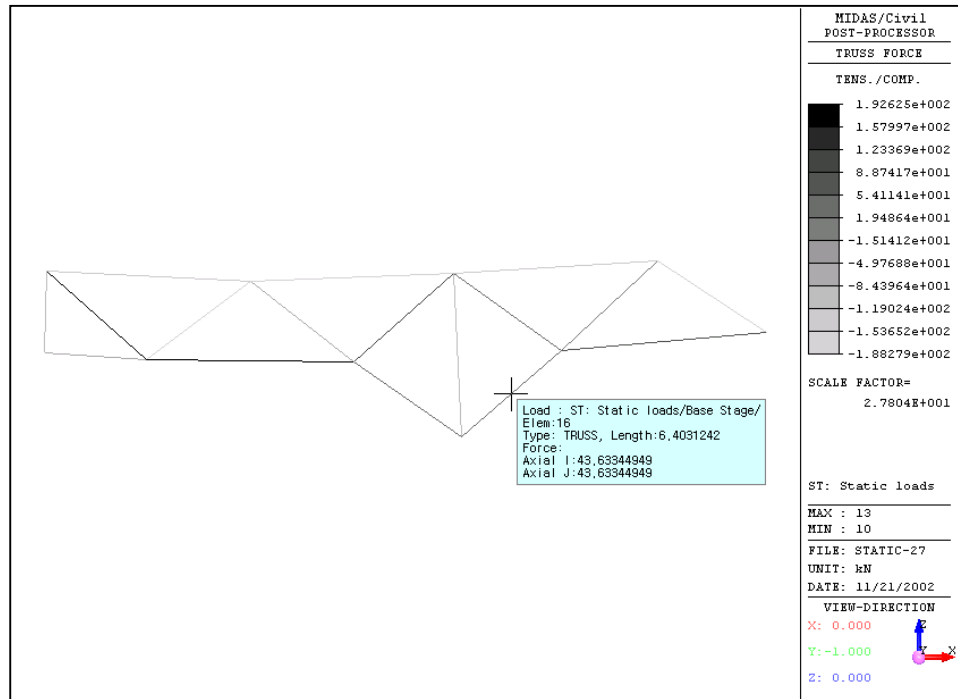 MIDAS/Civil
POST-PROCESSOR
TRUSS FORCE
TENS./COMP.
1.92625e+002
1.57997e+002
1.23369e+002
8.87417e+001
5.41141e+001
1.94864e+001
-1.51412e+001
-4.97688e+001
-8.43964e+001
-1.19024e+002
-1.53652e+002
-1.88279e+002
SCALE FACTOR=
2.7804E+001
Load : ST: Static loads/Base Stage/
Elem:16
Type: TRUSS, Length:6,4031242
Force:
Axial I:43,63344949
Axial J:43,63344949
ST: Static loads
MAX : 13
MIN : 10
FILE: STATIC-27
UNIT: kN
DATE: 11/21/2002
VIEW-DIRECTION
X: 0.000
Y:-1.000
Z: 0.000
Z
Y X